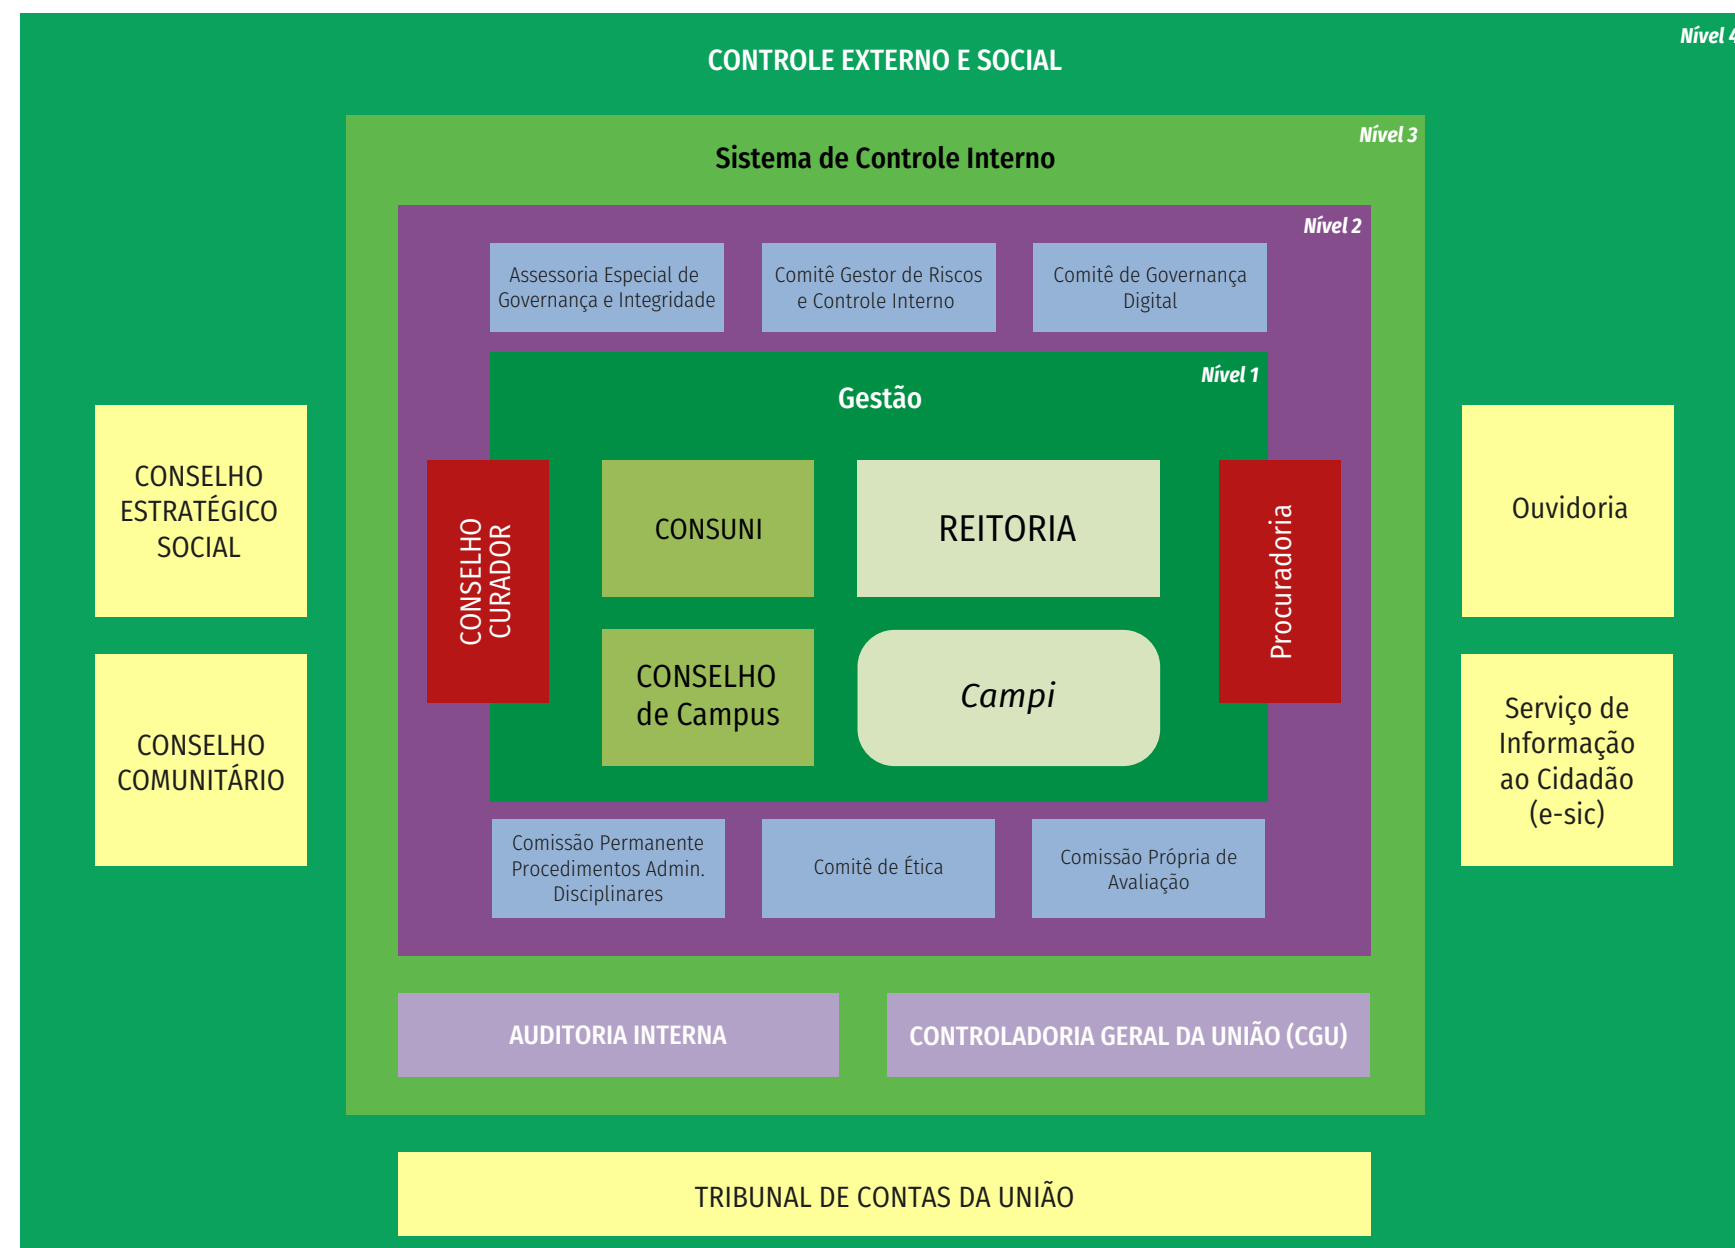 Nível 4
CONTROLE EXTERNO E SOCIAL
Nível 3
Sistema de Controle Interno
Nível 2
Assessoria Especial de
Governança e Integridade
Comitê Gestor de Riscos
e Controle Interno
Comitê de Governança
Digital
Nível 1
Gestão
CONSELHO
ESTRATÉGICO
SOCIAL
CONSELHO
COMUNITÁRIO
CONSELHO
CURADOR
CONSUNI
REITORIA
CONSELHO
de Campus
Campi
Procuradoria
Ouvidoria
Serviço de
Informação
ao Cidadão
(e-sic)
Comissão Permanente
Procedimentos Admin.
Disciplinares
Comitê de Ética
Comissão Própria de
Avaliação
AUDITORIA INTERNA
CONTROLADORIA GERAL DA UNIÃO (CGU)
TRIBUNAL DE CONTAS DA UNIÃO